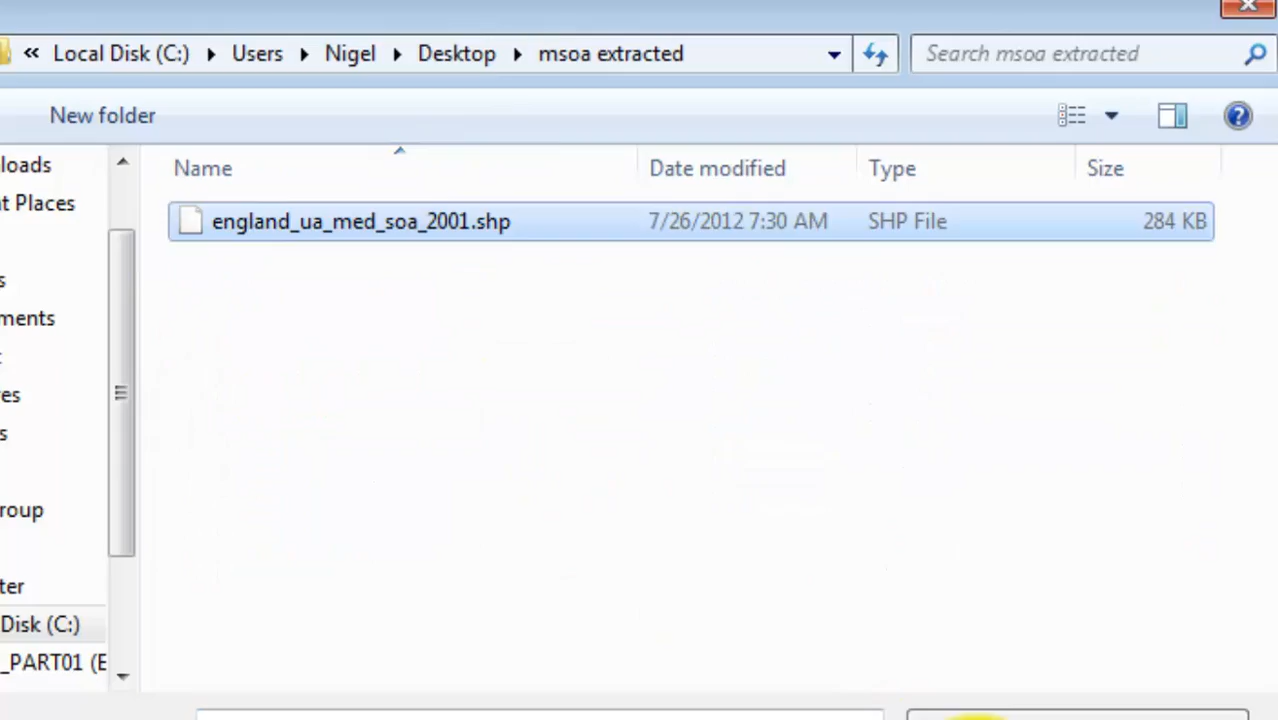 « Local Disk (C:) Users Nigel Desktop msoa extracted Search msoa extracted
New folder
Name Date modified Type Size
loads
england_ua_med_soa_2001.shp 7/26/2012 7:30 AM SHP File 284 KB
t Places
s
ments
t
res
s
roup
ter
Disk (C:)
_PART01 (E